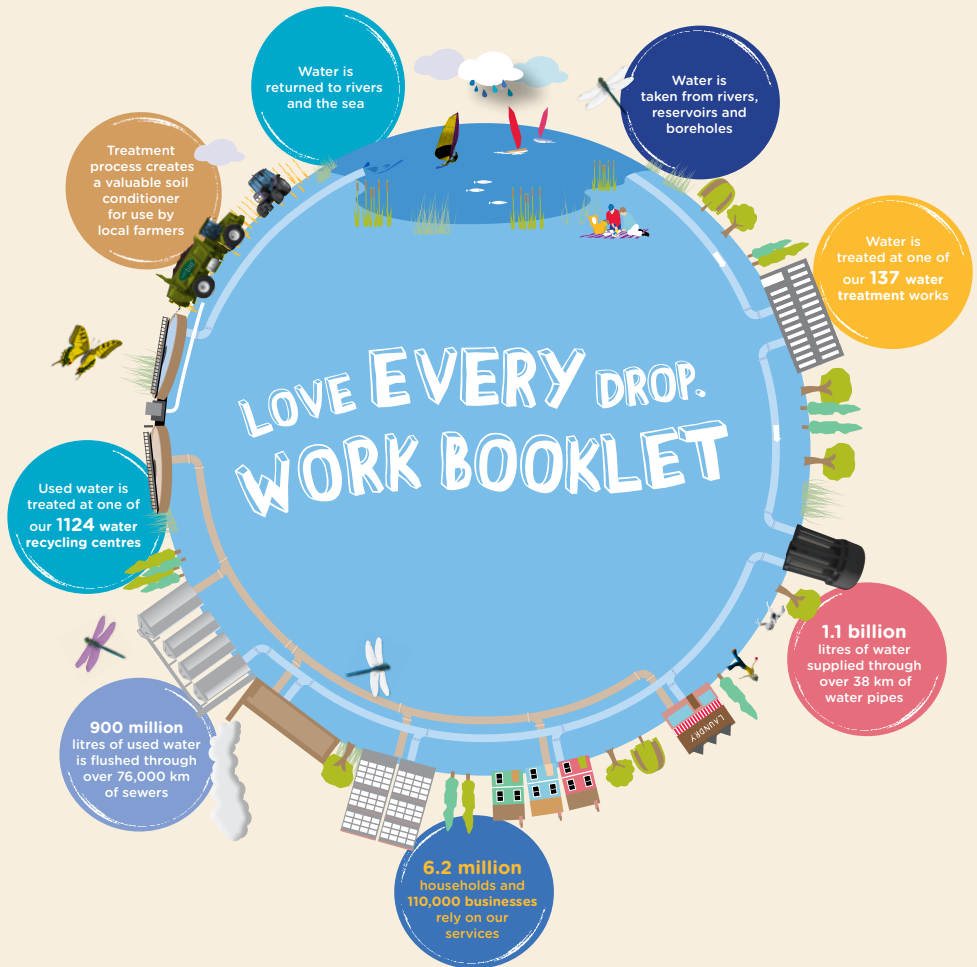 Water is
returned to rivers
and the sea
Water is
taken from rivers,
reservoirs and
boreholes
Treatment
process creates
a valuable soil
conditioner
for use by
local farmers
Water is
treated at one of
our 137 water
treatment works
LOVE EVERY DROP.
WORK BOOKLET
Used water is
treated at one of
our 1124 water
recycling centres
1.1 billion
litres of water
supplied through
over 38 km of
water pipes
LAUNDRY
900 million
litres of used water
is flushed through
over 76,000 km
of sewers
6.2 million
households and
110,000 businesses
rely on our
services